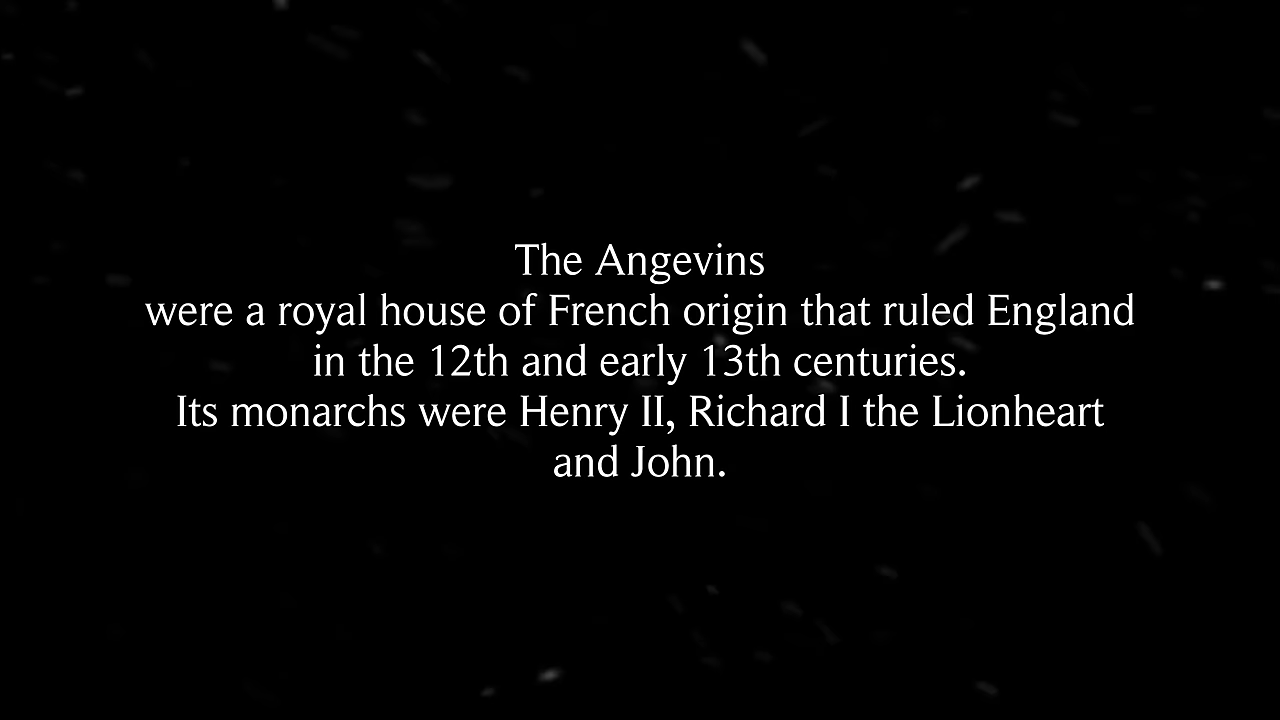 The Angevins
were a royal house of French origin that ruled England
in the 12th and early 13th centuries.
Its monarchs were Henry II, Richard I the Lionheart
and John.